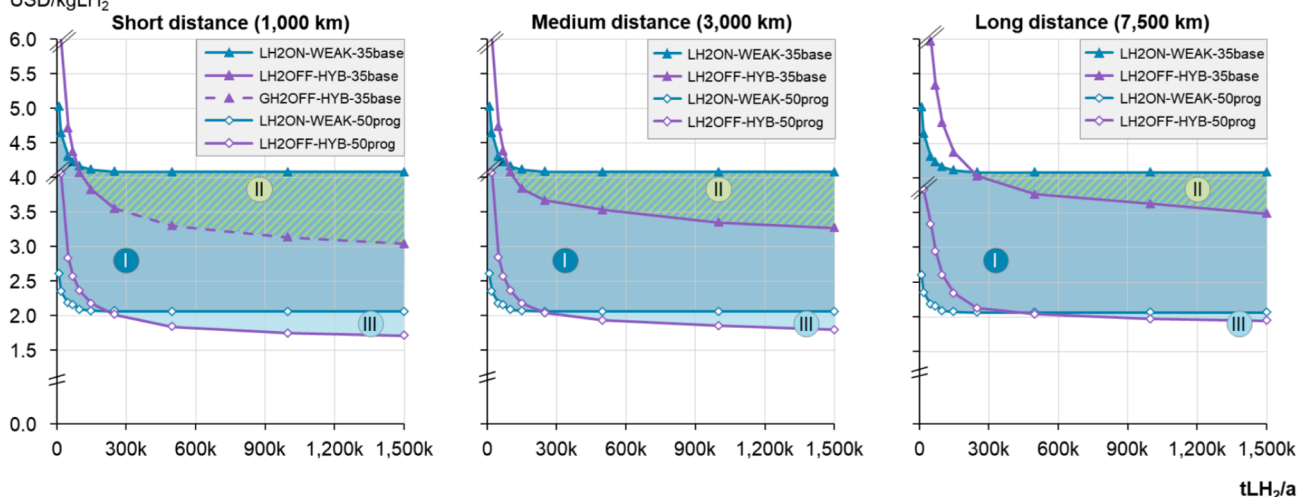 USD/kgLH₂
Short distance (1,000 km)
6.0
5.5
5.0
4.5
4.0
3.5
3.0
2.5
2.0
1.5
0.0
LH2ON-WEAK-35base
LH2OFF-HYB-35base
GH2OFF-HYB-35base
LH2ON-WEAK-50prog
LH2OFF-HYB-50prog
II
I
III
0 300k 600k 900k 1,200k 1,500k
Medium distance (3,000 km)
LH2ON-WEAK-35base
LH2OFF-HYB-35base
LH2ON-WEAK-50prog
LH2OFF-HYB-50prog
II
I
III
0 300k 600k 900k 1,200k 1,500k
Long distance (7,500 km)
LH2ON-WEAK-35base
LH2OFF-HYB-35base
LH2ON-WEAK-50prog
LH2OFF-HYB-50prog
II
I
III
0 300k 600k 900k 1,200k 1,500k
tLH₂/a